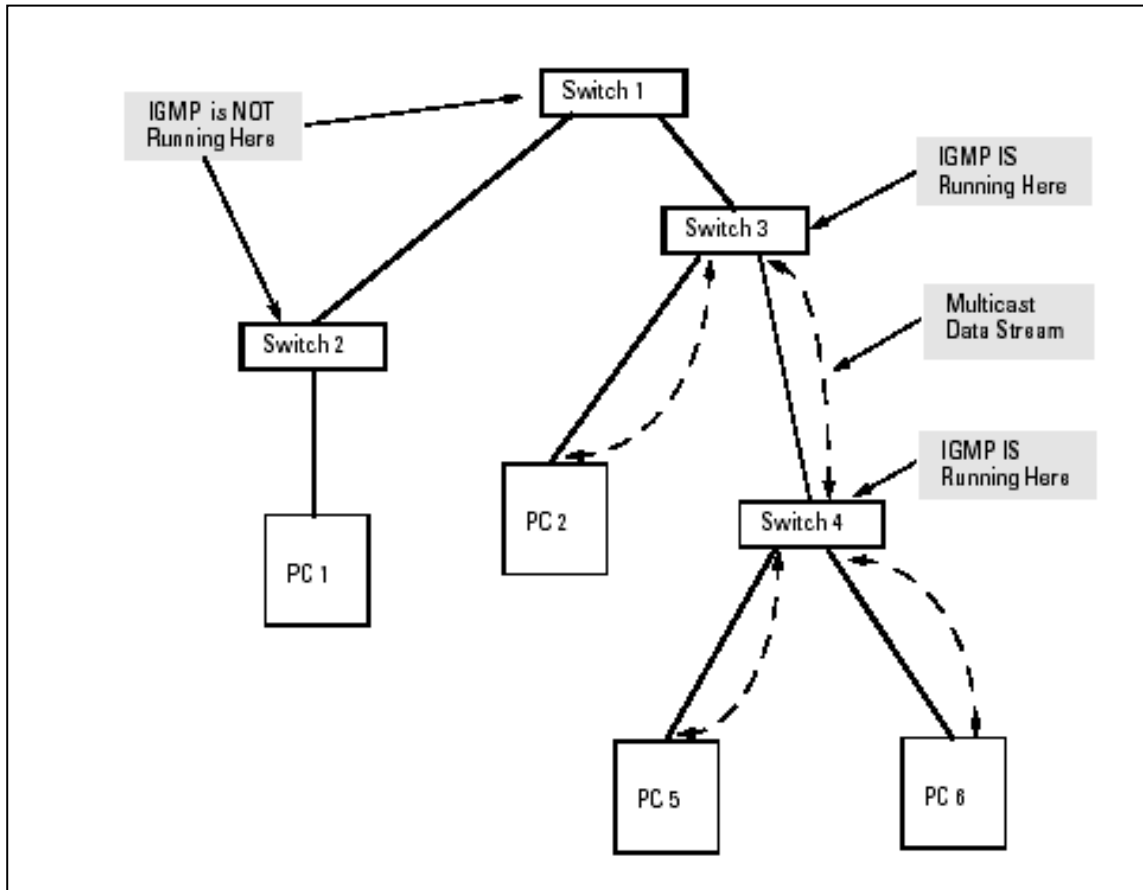 Switch 1
IGMP is NOT
Running Here
IGMP IS
Running Here
Switch 3
Multicast
Data Stream
Switch 2
IGMP IS
Running Here
PC 2
Switch 4
PC 1
PC 5
PC 6